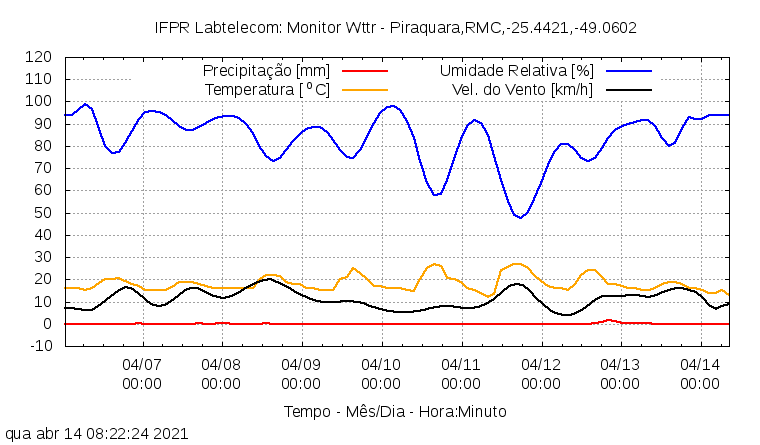 IFPR Labtelecom: Monitor Wttr - Piraquara,RMC,-25.4421,-49.0602
Precipitação [mm]
Temperatura [⁰C]
Umidade Relativa [%]
Vel. do Vento [km/h]
120
110
100
90
80
70
60
50
40
30
20
10
0
-10
04/07 04/08 04/09 04/10 04/11 04/12 04/13 04/14
00:00 00:00 00:00 00:00 00:00 00:00 00:00 00:00
Tempo - Mês/Dia - Hora:Minuto
qua abr 14 08:22:24 2021